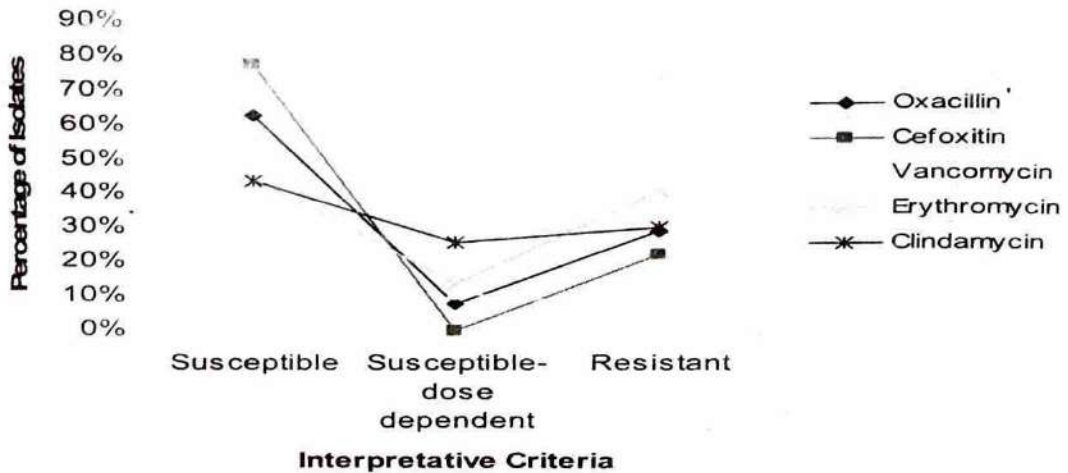 90%
80%
70%
60%
50%
40%
30%
20%
10%
0%
Percentage of Isolates
Susceptible
Susceptible-
dose
dependent
Resistant
Interpretative Criteria
Oxacillin'
Cefoxitin
Vancomycin
Erythromycin
Clindamycin